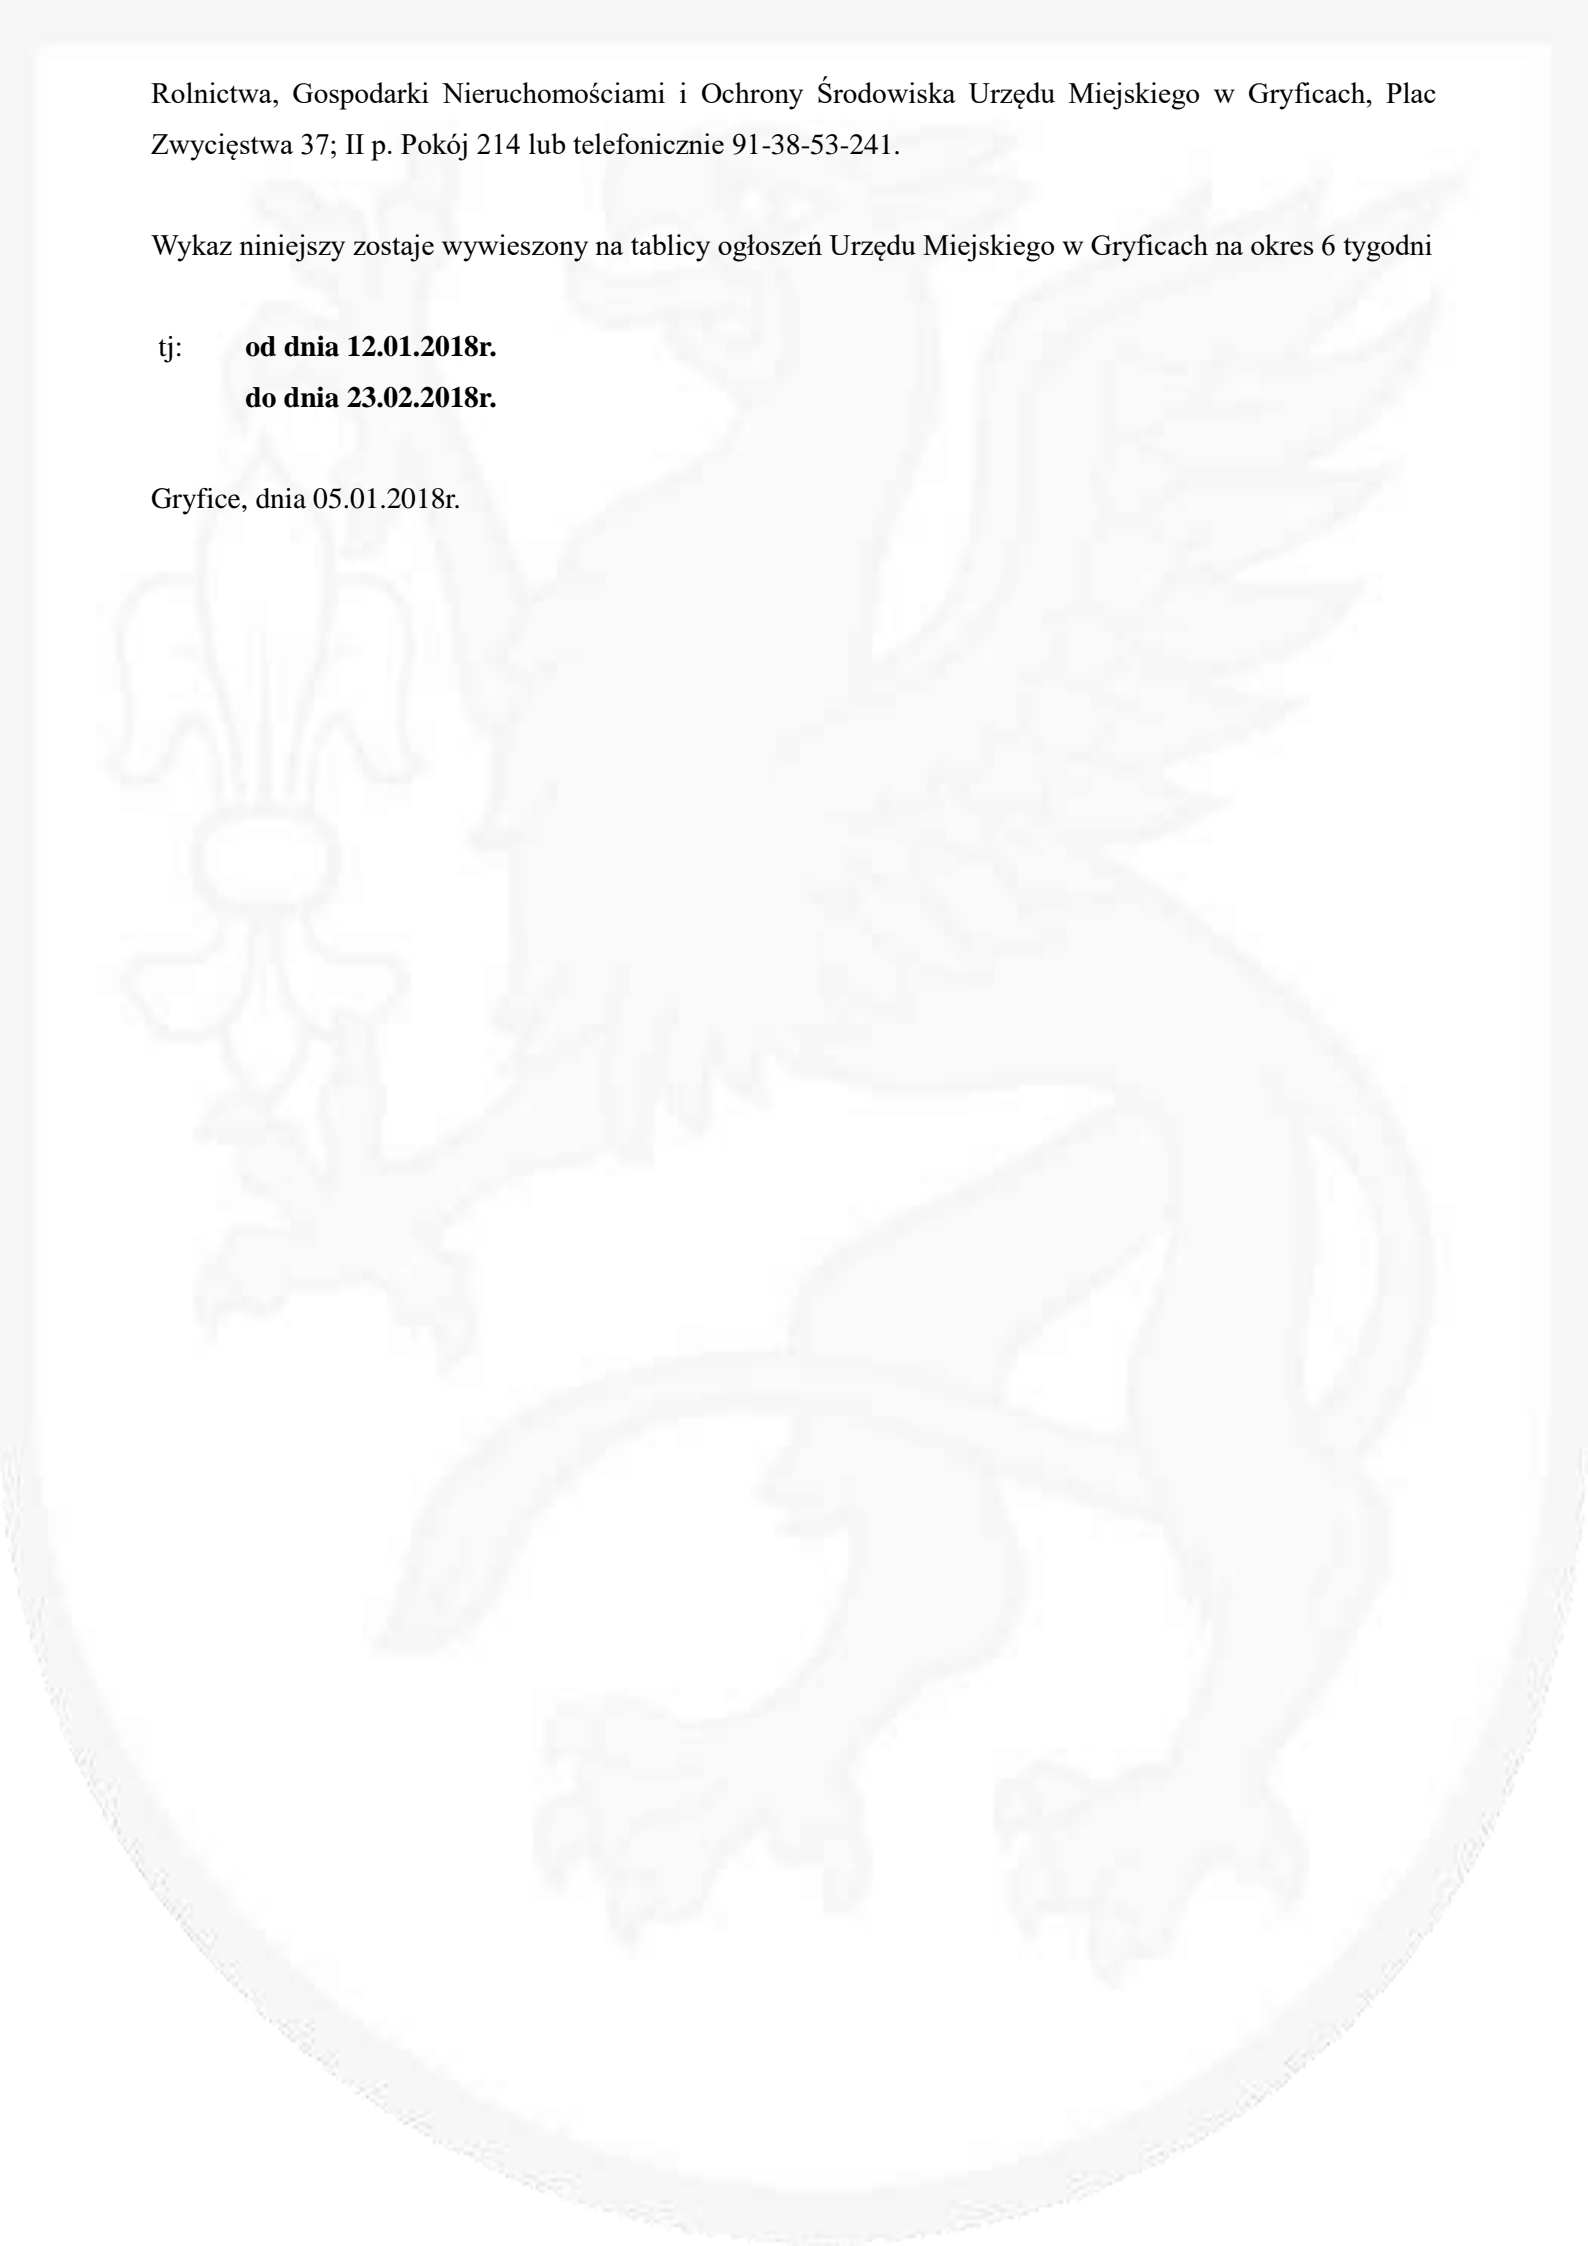 Rolnictwa, Gospodarki Nieruchomościami i Ochrony Środowiska Urzędu Miejskiego w Gryficach, Plac
Zwycięstwa 37; II p. Pokój 214 lub telefonicznie 91-38-53-241.
Wykaz niniejszy zostaje wywieszony na tablicy ogłoszeń Urzędu Miejskiego w Gryficach na okres 6 tygodni
tj: od dnia 12.01.2018r.
do dnia 23.02.2018r.
Gryfice, dnia 05.01.2018r.